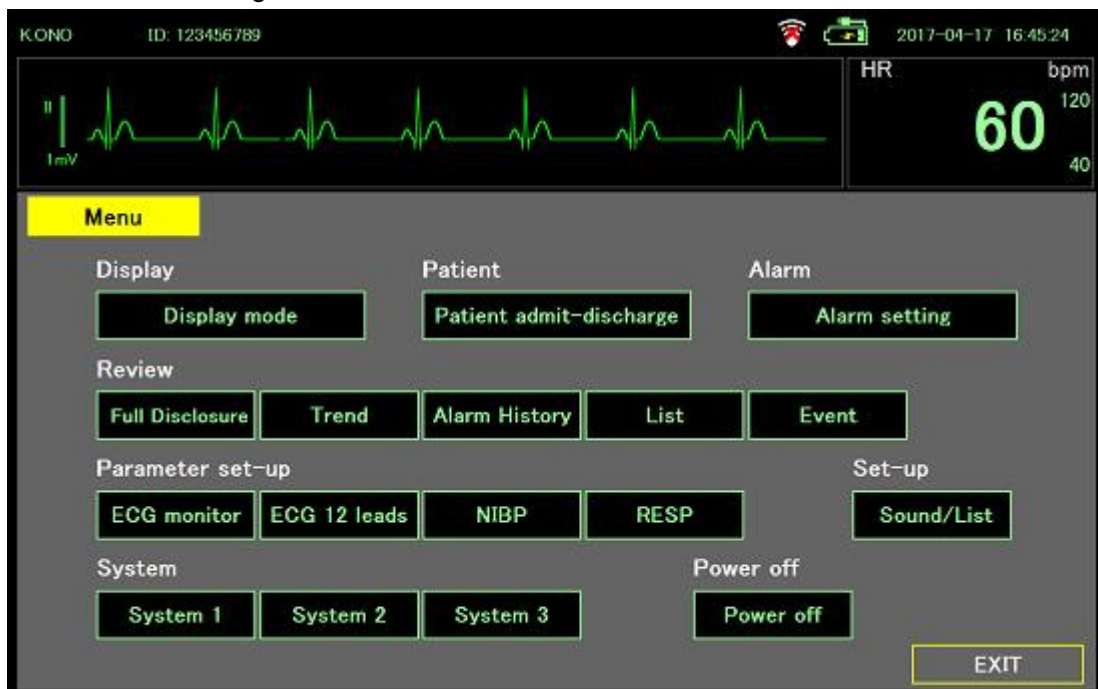 K.ONO ID: 123456789 2017-04-17 16:45:24
HR bpm
II
1mV
60 120
40
Menu
Display Patient Alarm
Display mode Patient admit-discharge Alarm setting
Review
Full Disclosure Trend Alarm History List Event
Parameter set-up Set-up
ECG monitor ECG 12 leads NIBP RESP Sound/List
System Power off
System 1 System 2 System 3 Power off
EXIT